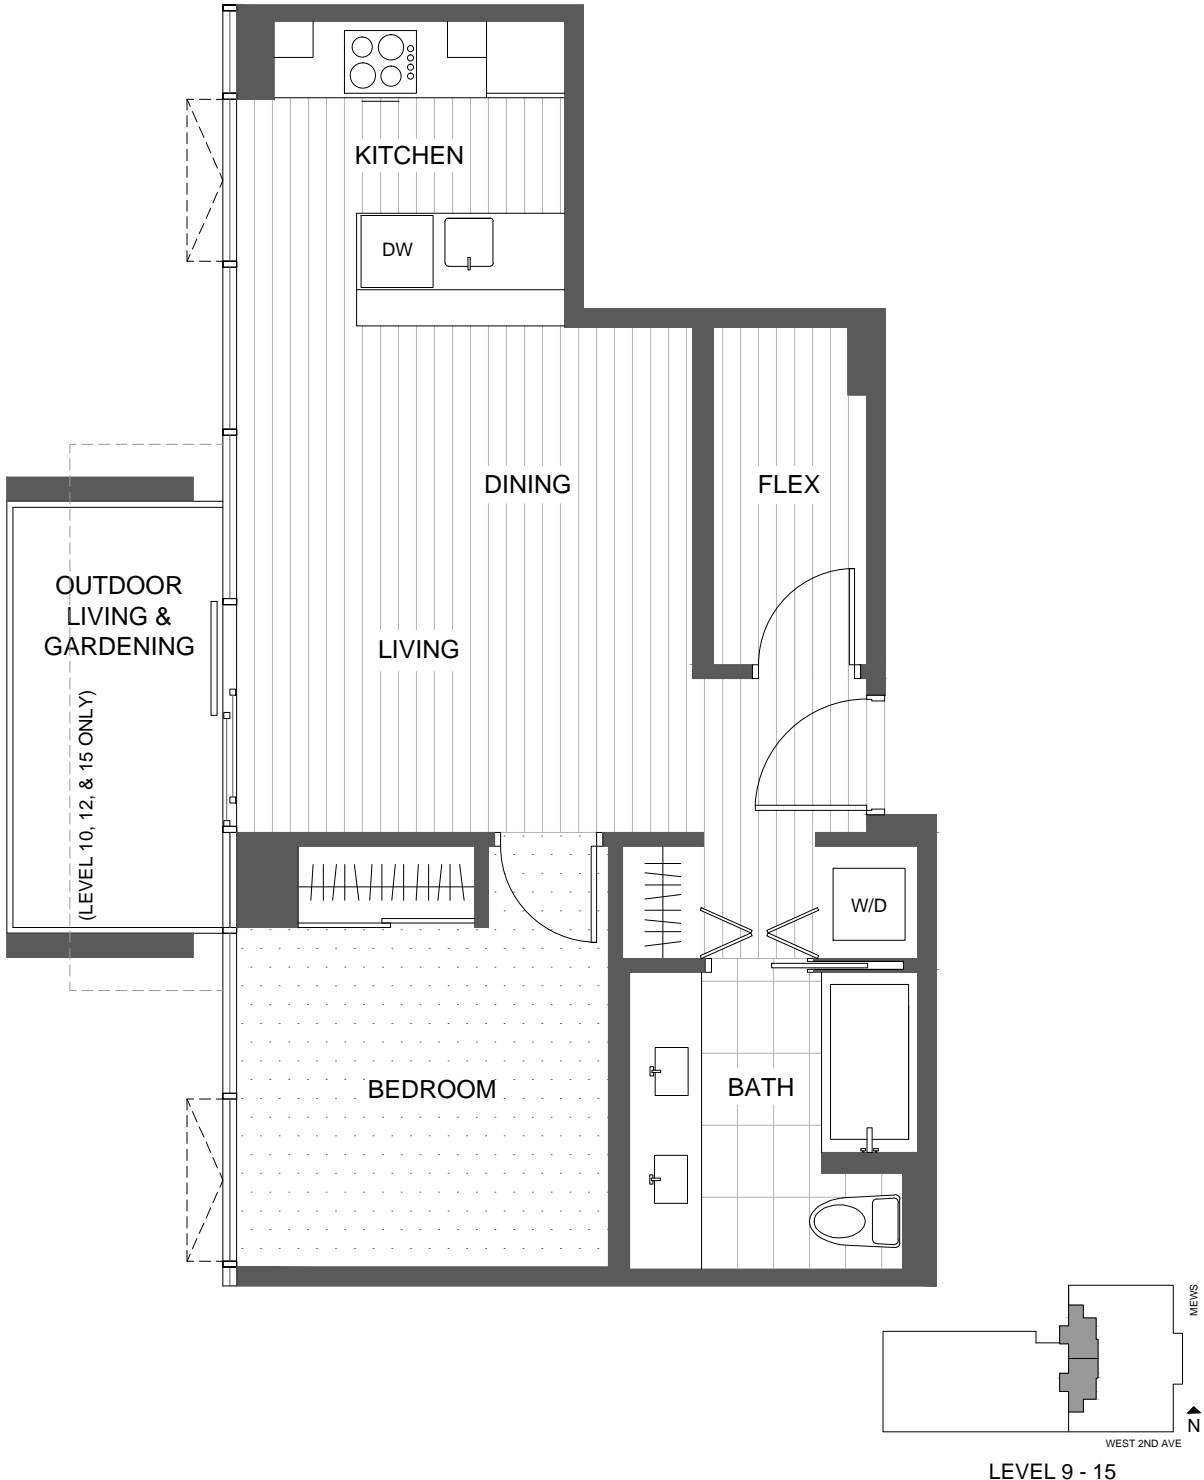 KITCHEN
DW
DINING
FLEX
OUTDOOR
LIVING &
GARDENING
LIVING
(LEVEL 10, 12, & 15 ONLY)
W/D
BEDROOM
BATH
MEWS
N
WEST 2ND AVE
LEVEL 9 - 15